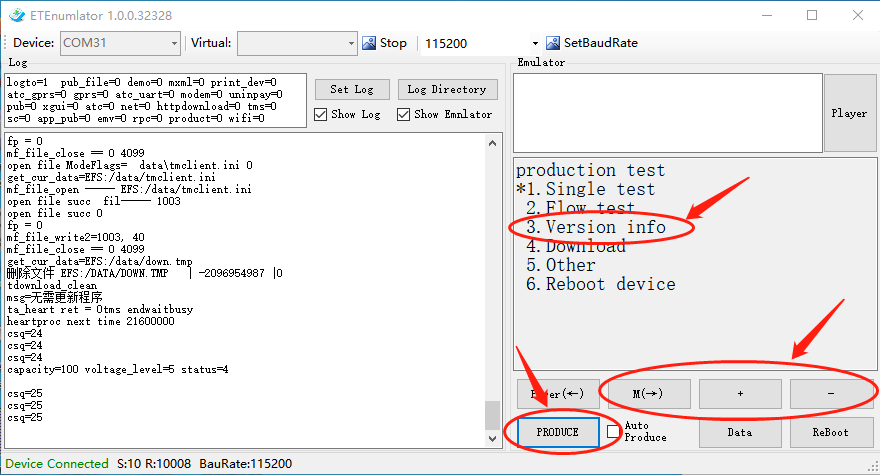 ETEnumlator 1.0.0.32328
Device: COM31 Virtual: Stop 115200 SetBaudRate
Log
logto=1 pub_file=0 demo=0 mxml=0 print_dev=0
atc_gprs=0 gprs=0 atc_uart=0 modem=0 uninpay=0
pub=0 xgui=0 atc=0 net=0 httpdownload=0 tms=0
sc=0 app_pub=0 emv=0 rpc=0 product=0 wifi=0
Set Log Log Directory
Show Log Show Emnlator
fp = 0
mf_file_close == 0 4099
open file ModeFlags= data\tmclient.ini 0
get_cur_data=EFS:/data/tmclient.ini
mf_file_open ----- EFS:/data/tmclient.ini
open file succ fil----- 1003
open file succ 0
fp = 0
mf_file_write2=1003, 40
mf_file_close == 0 4099
get_cur_data=EFS:/data/down.tmp
删除文件 EFS:/DATA/DOWN.TMP | -2096954987 |0
tdownload_clean
msg=无需更新程序
ta_heart ret = 0tms endwaitbusy
heartproc next time 21600000
csq=24
csq=24
csq=24
capacity=100 voltage_level=5 status=4
csq=25
csq=25
csq=25
Emulator
Player
production test
*1.Single test
2.Flow test
3.Version info
4.Download
5.Other
6.Reboot device
Enter(←) M(→) + -
PRODUCE Auto Produce Data ReBoot
Device Connected S:10 R:10008 BauRate:115200